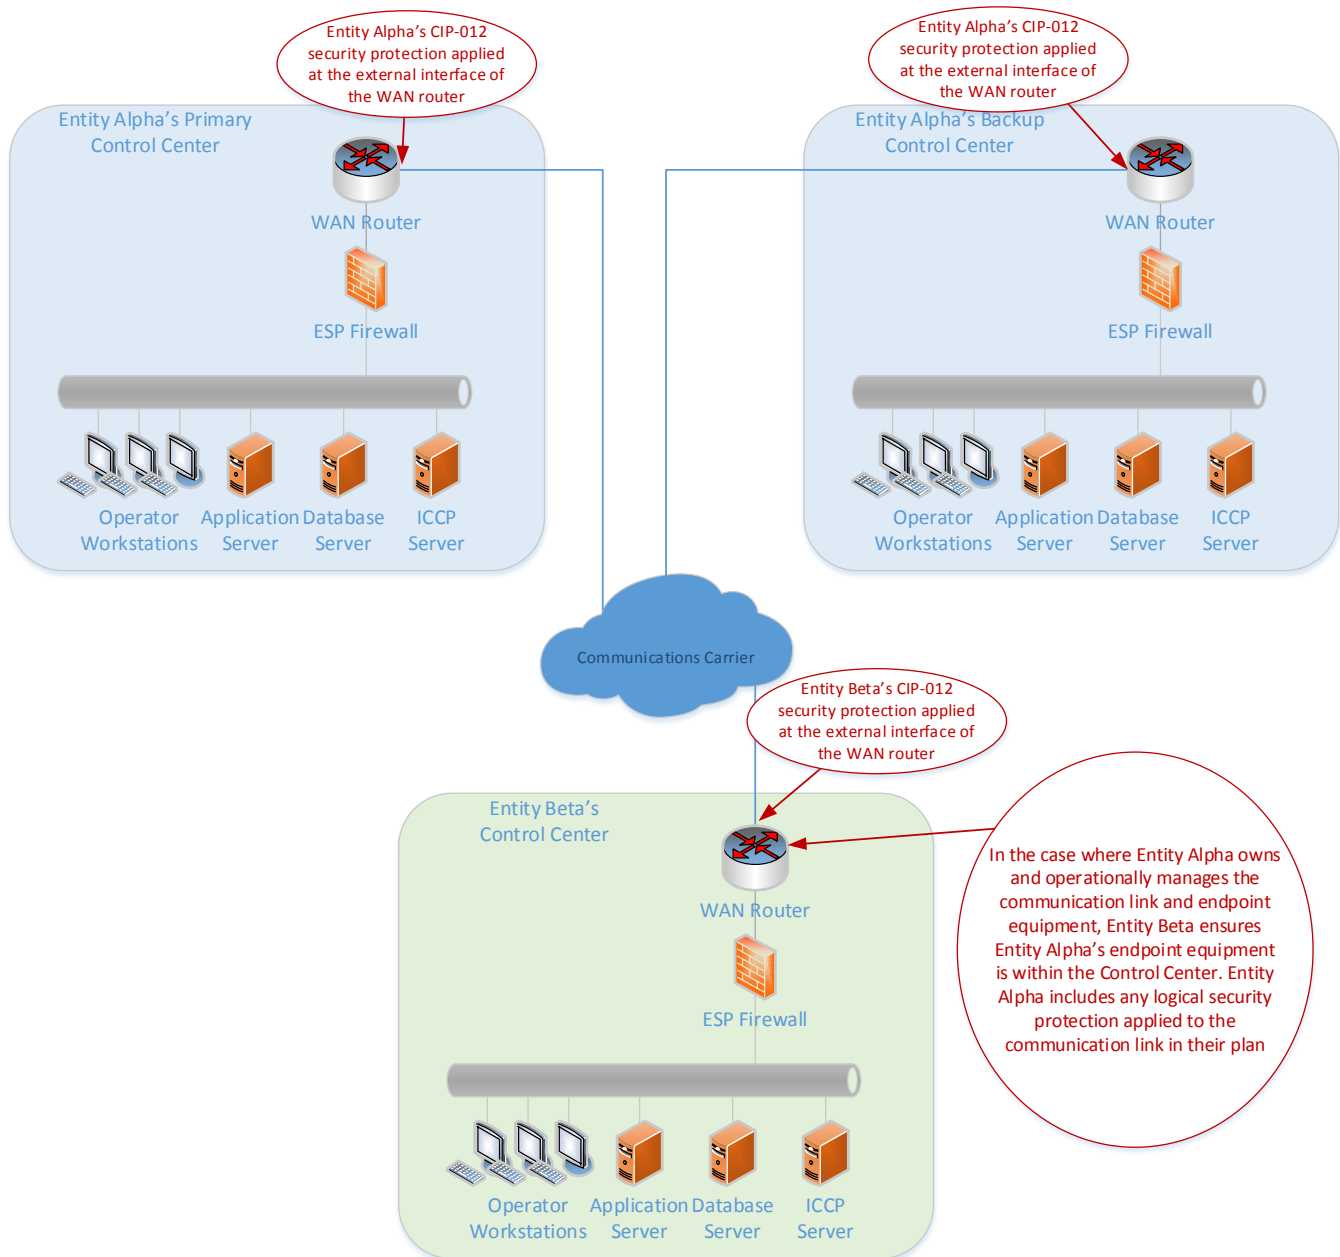 Entity Alpha's CIP-012
security protection applied
at the external interface of
the WAN router
Entity Alpha's CIP-012
security protection applied
at the external interface of
the WAN router
Entity Alpha's Primary
Control Center
WAN Router
ESP Firewall
Operator
Workstations
Application
Server
Database
Server
ICCP
Server
Entity Alpha's Backup
Control Center
WAN Router
ESP Firewall
Operator
Workstations
Application
Server
Database
Server
ICCP
Server
Communications Carrier
Entity Beta's CIP-012
security protection applied
at the external interface of
the WAN router
Entity Beta's
Control Center
WAN Router
ESP Firewall
Operator
Workstations
Application
Server
Database
Server
ICCP
Server
In the case where Entity Alpha owns
and operationally manages the
communication link and endpoint
equipment, Entity Beta ensures
Entity Alpha's endpoint equipment
is within the Control Center. Entity
Alpha includes any logical security
protection applied to the
communication link in their plan